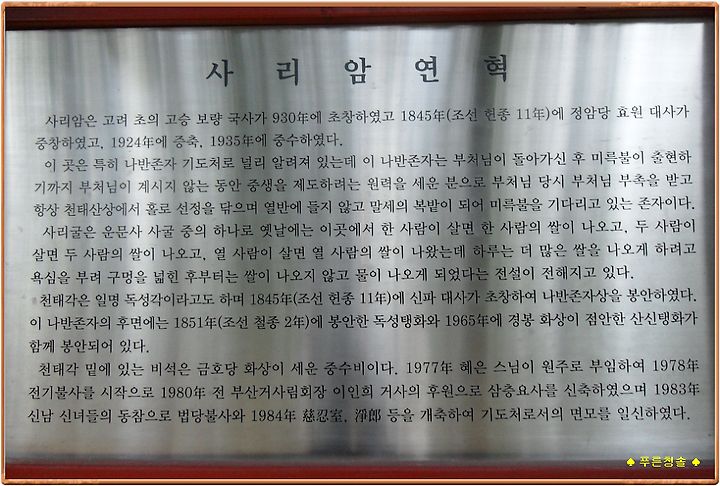 사리암연혁
사리암은 고려 초의 고승 보량 국사가 930년에 초창하였고 1845年(조선 헌종 11年)에 정암당 효원 대사가
중창하였고, 1924年에 증축, 1935年에 중수하였다.
이 곳은 특히 나반존자 기도처로 널리 알려져 있는데 이 나반존자는 부처님이 돌아가신 후 미륵불이 출현하
기까지 부처님이 계시지 않는 동안 중생을 제도하려는 원력을 세운 분으로 부처님 당시 부처님 부촉을 받고
항상 천태산상에서 홀로 선정을 닦으며 열반에 들지 않고 말세의 복밭이 되어 미륵불을 기다리고 있는 존자이다.
사리굴은 운문사 사굴 중의 하나로 옛날에는 이곳에서 한 사람이 살면 한 사람의 쌀이 나오고, 두 사람이
살면 두 사람의 쌀이 나오고, 열 사람이 살면 열 사람의 쌀이 나왔는데 하루는 더 많은 쌀을 나오게 하려고
욕심을 부려 구멍을 넓힌 후부터는 쌀이 나오지 않고 물이 나오게 되었다는 전설이 전해지고 있다.
천태각은 일명 독성각이라고도 하며 1845年(조선 헌종 11年)에 신파 대사가 초창하여 나반존자상을 봉안하였다.
이 나반존자의 후면에는 1851年(조선 철종 2年)에 봉안한 독성탱화와 1965年에 경봉 화상이 점안한 산신탱화가
함께 봉안되어 있다.
천태각 밑에 있는 비석은 금호당 화상이 세운 중수비이다. 1977年 혜은 스님이 원주로 부임하여 1978年
전기불사를 시작으로 1980年 전 부산거사림회장 이인희 거사의 후원으로 삼층요사를 신축하였으며 1983年
신남 신녀들의 동참으로 법당불사와 1984年 慈忍室, 淨郎 등을 개축하여 기도처로서의 면모를 일신하였다.
♠ 푸른청솔 ♠